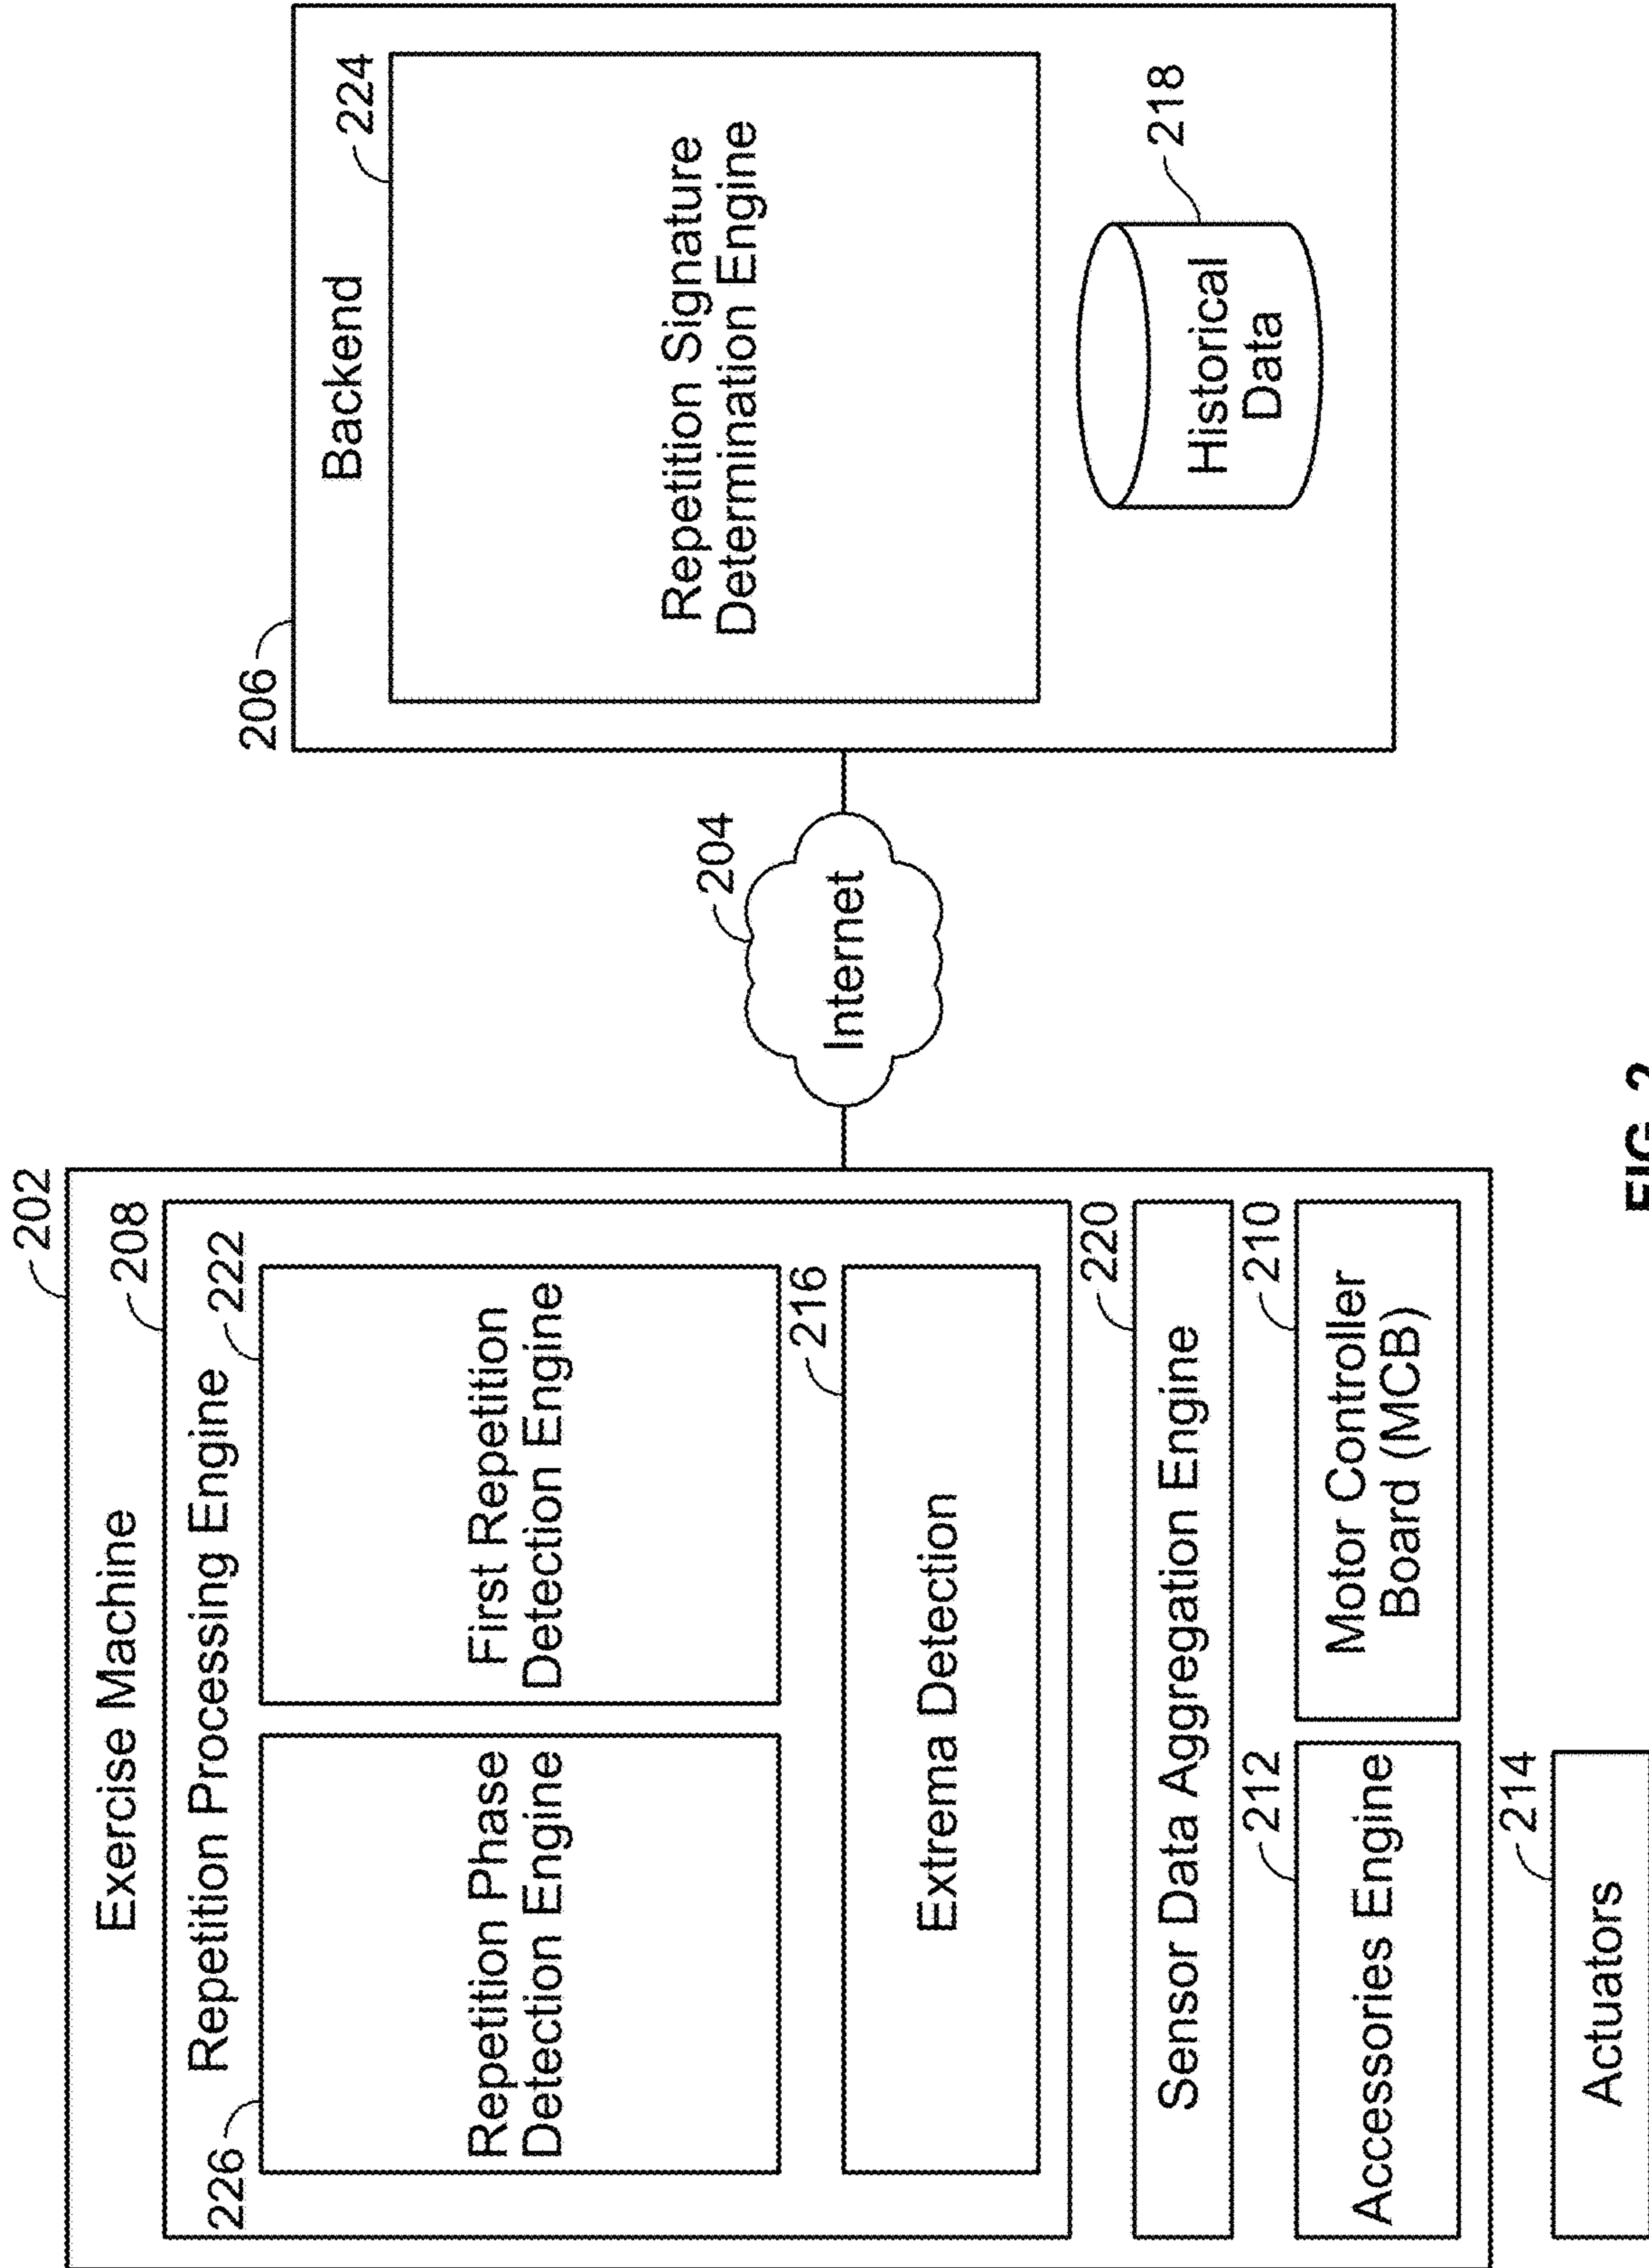 Exercise Machine
202
Repetition Processing Engine
208
226
Repetition Phase
Detection Engine
222
First Repetition
Detection Engine
216
Extrema Detection
220
Sensor Data Aggregation Engine
212
Accessories Engine
210
Motor Controller
Board (MCB)
214
Actuators
204
Internet
206
Backend
224
Repetition Signature
Determination Engine
218
Historical
Data
FIG. 2